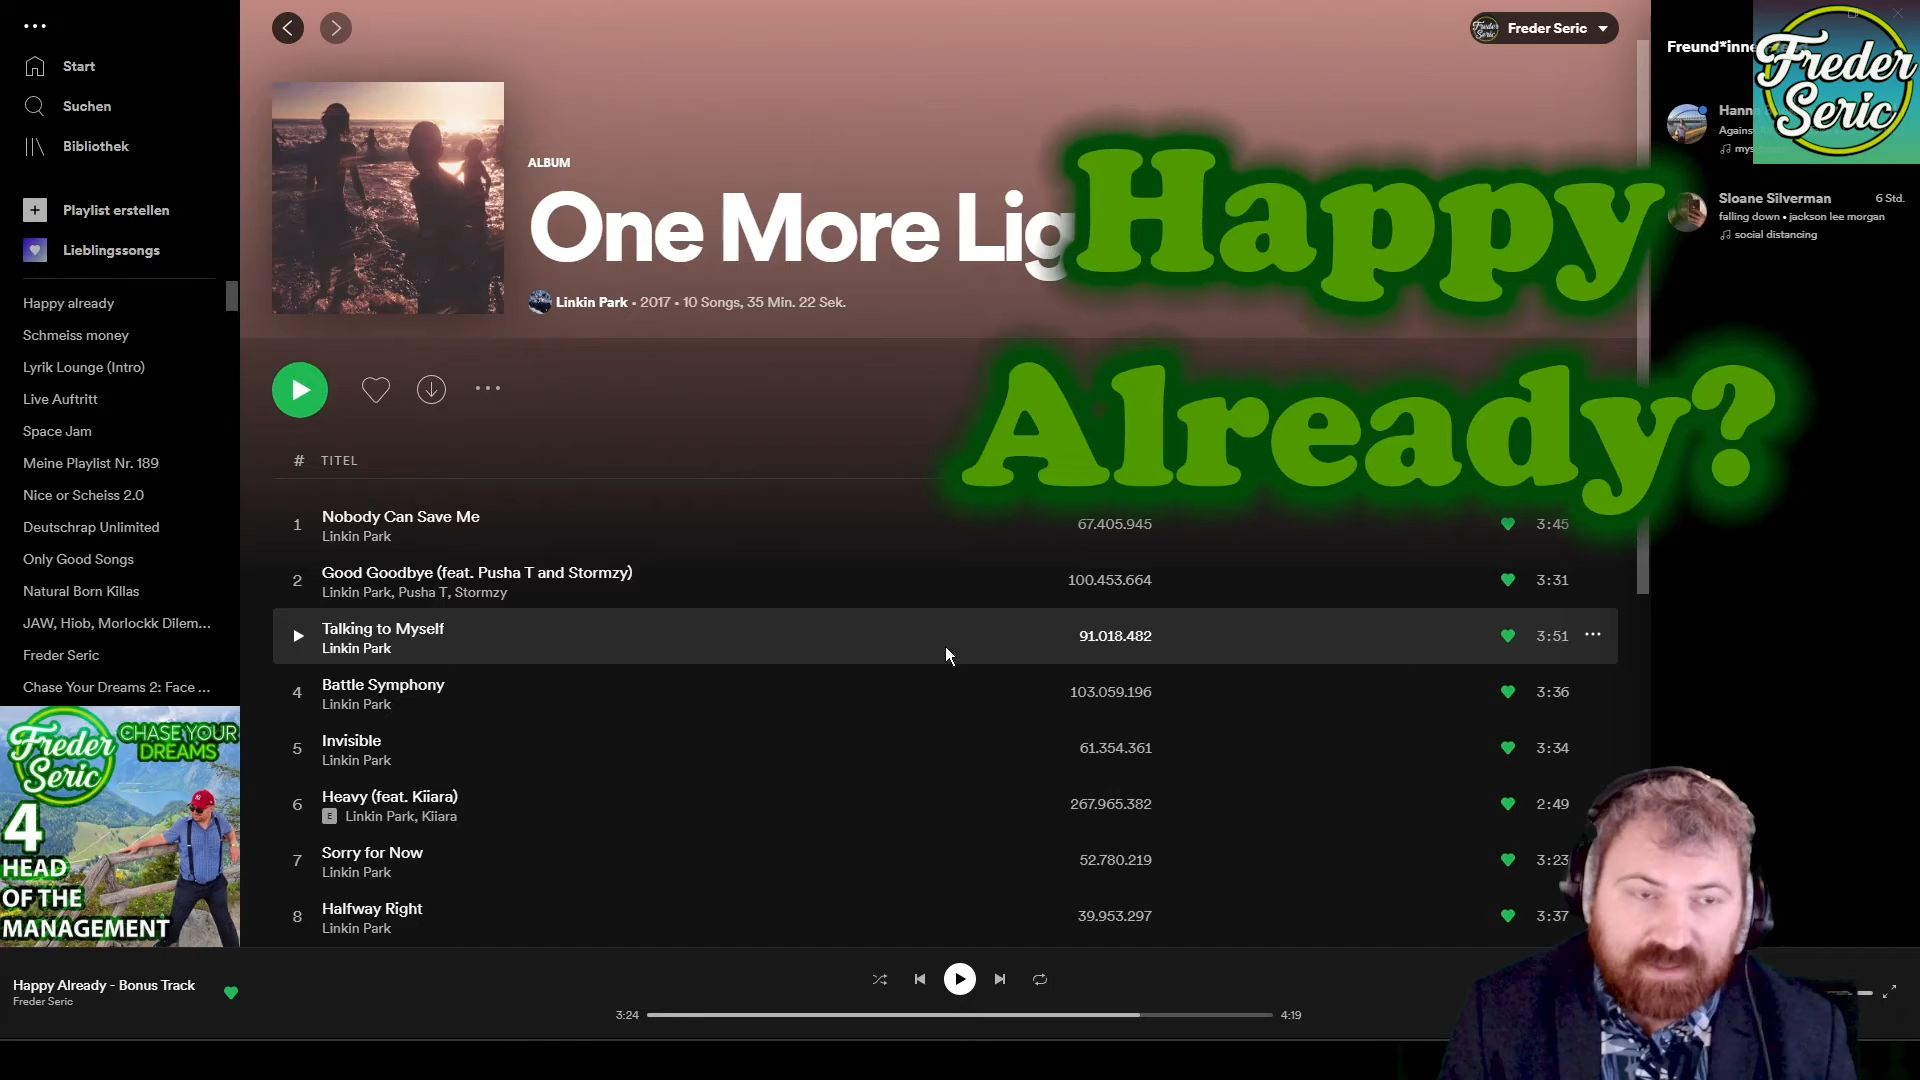 Start
Suchen
Bibliothek
Playlist erstellen
Lieblingssongs
Happy already
Schmeiss money
Lyrik Lounge (Intro)
Live Auftritt
Space Jam
Meine Playlist Nr. 189
Nice or Scheiss 2.0
Deutschrap Unlimited
Only Good Songs
Natural Born Killas
JAW, Hiob, Morlockk Dilem...
Freder Seric
Chase Your Dreams 2: Face ...
Freder
Seric
CHASE YOUR
DREAMS
4
HEAD
OF THE
MANAGEMENT
Happy Already - Bonus Track
Freder Seric
Freder Seric
ALBUM
One More Lig
Linkin Park • 2017 • 10 Songs, 35 Min. 22 Sek.
Happy
Already?
# TITEL
1 Nobody Can Save Me 67.405.945 3:45
Linkin Park
2 Good Goodbye (feat. Pusha T and Stormzy) 100.453.664 3:31
Linkin Park, Pusha T, Stormzy
Talking to Myself 91.018.482 3:51
Linkin Park
4 Battle Symphony 103.059.196 3:36
Linkin Park
5 Invisible 61.354.361 3:34
Linkin Park
6 Heavy (feat. Kiiara) 267.965.382 2:49
E Linkin Park, Kiiara
7 Sorry for Now 52.780.219 3:23
Linkin Park
8 Halfway Right 39.953.297 3:37
Linkin Park
3:24 4:19
Freund*inne
Freder
Seric
Hann
Agains
mys
Sloane Silverman 6 Std.
falling down • jackson lee morgan
social distancing